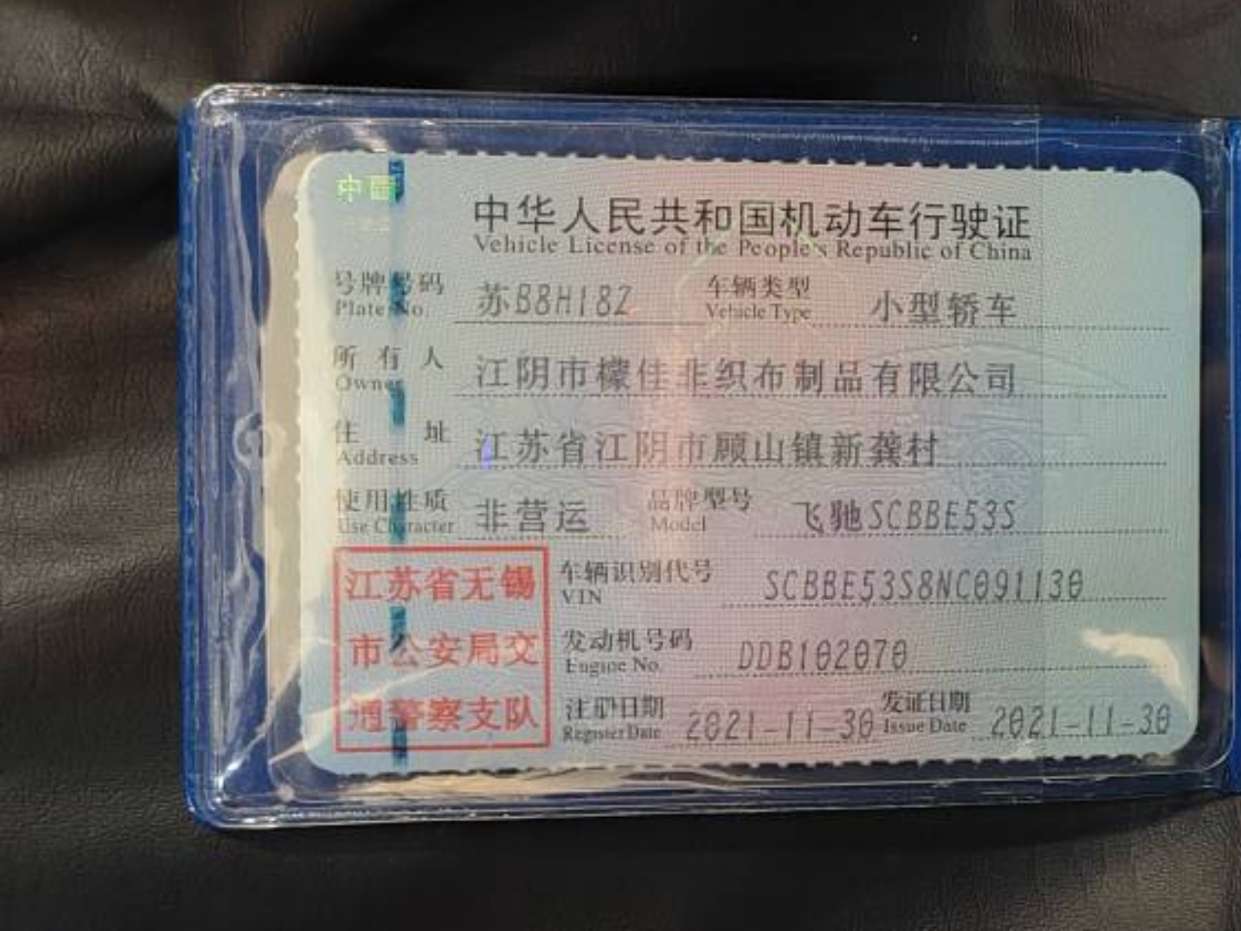 中国
中华人民共和国机动车行驶证
Vehicle License of the People's Republic of China
号牌号码 苏B8H18Z 车辆类型 小型轿车
Plate No. Vehicle Type
所有人 江阴市檬佳非织布制品有限公司
Owner
住址 江苏省江阴市顾山镇新龚村
Address
使用性质 非营运 品牌型号 飞驰SCBBE53S
Use Character Model
江苏省无锡 车辆识别代号 SCBBE53S8NC091130
VIN
市公安局交 发动机号码 DDB102070
Engine No.
通警察支队 注册日期 2021-11-30 发证日期 2021-11-30
Register Date Issue Date